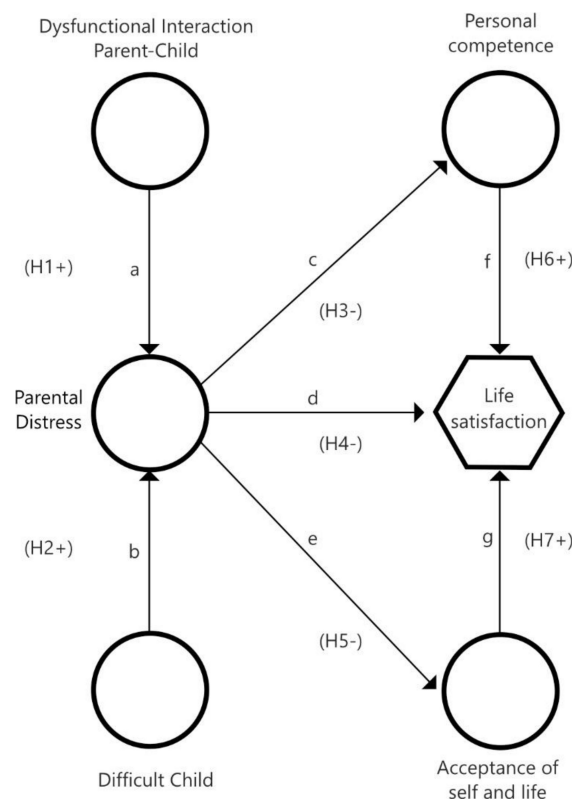 Dysfunctional Interaction
Parent-Child
Personal
competence
(H1+)
a
c
(H3-)
f
(H6+)
Parental
Distress
d
(H4-)
Life
satisfaction
(H2+)
b
e
(H5-)
g
(H7+)
Difficult Child
Acceptance of
self and life